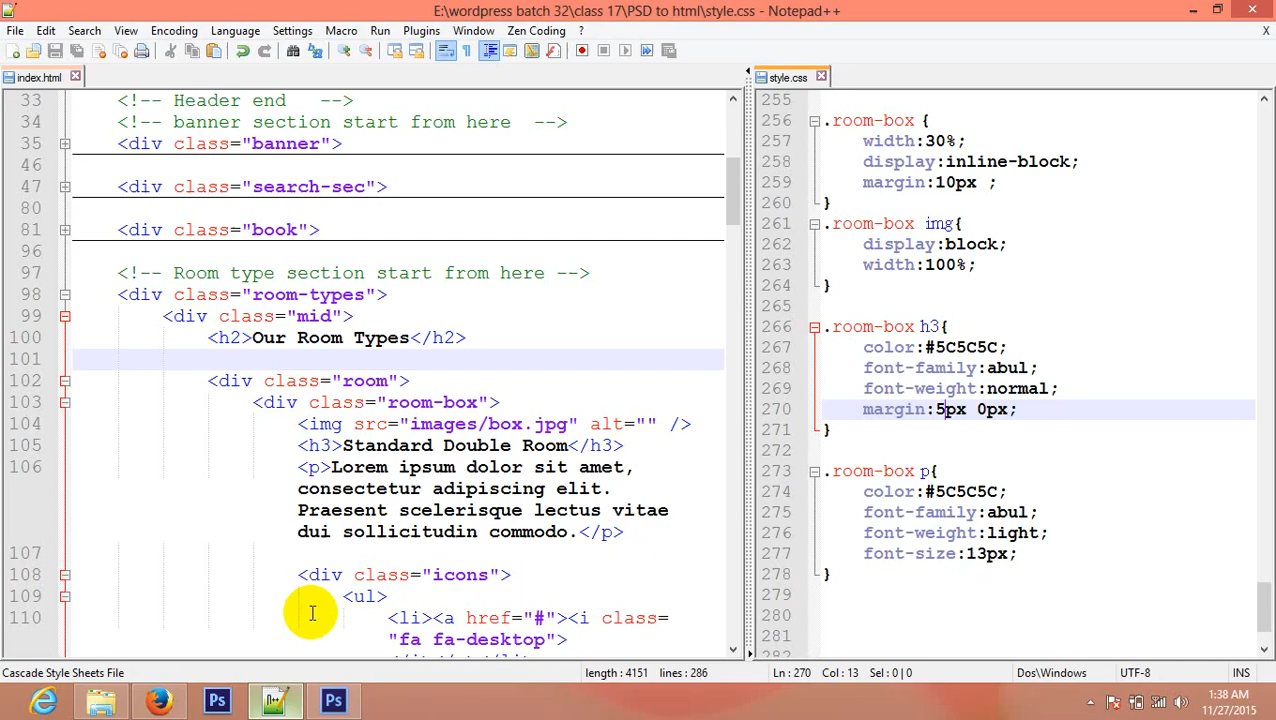 E:\wordpress batch 32\class 17\PSD to html\style.css - Notepad++
File Edit Search View Encoding Language Settings Macro Run Plugins Window Zen Coding ? X
index.html
style.css
33 <!-- Header end -->
34 <!-- banner section start from here -->
35 <div class="banner">
46
47 <div class="search-sec">
80
81 <div class="book">
96
97 <!-- Room type section start from here -->
98 <div class="room-types">
99 <div class="mid">
100 <h2>Our Room Types</h2>
101
102 <div class="room">
103 <div class="room-box">
104 <img src="images/box.jpg" alt="" />
105 <h3>Standard Double Room</h3>
106 <p>Lorem ipsum dolor sit amet,
consectetur adipiscing elit.
Praesent scelerisque lectus vitae
dui sollicitudin commodo.</p>
107
108 <div class="icons">
109 <ul>
110 <li><a href="#"><i class=
"fa fa-desktop">
255
256 .room-box {
257 width:30%;
258 display:inline-block;
259 margin:10px ;
260 }
261 .room-box img{
262 display:block;
263 width:100%;
264 }
265
266 .room-box h3{
267 color:#5C5C5C;
268 font-family:abul;
269 font-weight:normal;
270 margin:5px 0px;
271 }
272
273 .room-box p{
274 color:#5C5C5C;
275 font-family:abul;
276 font-weight:light;
277 font-size:13px;
278 }
279
280
281
282
Cascade Style Sheets File length : 4151 lines : 286 Ln : 270 Col : 13 Sel : 0 | 0 Dos\Windows UTF-8 INS
Ps
Ps
1:38 AM
11/27/2015